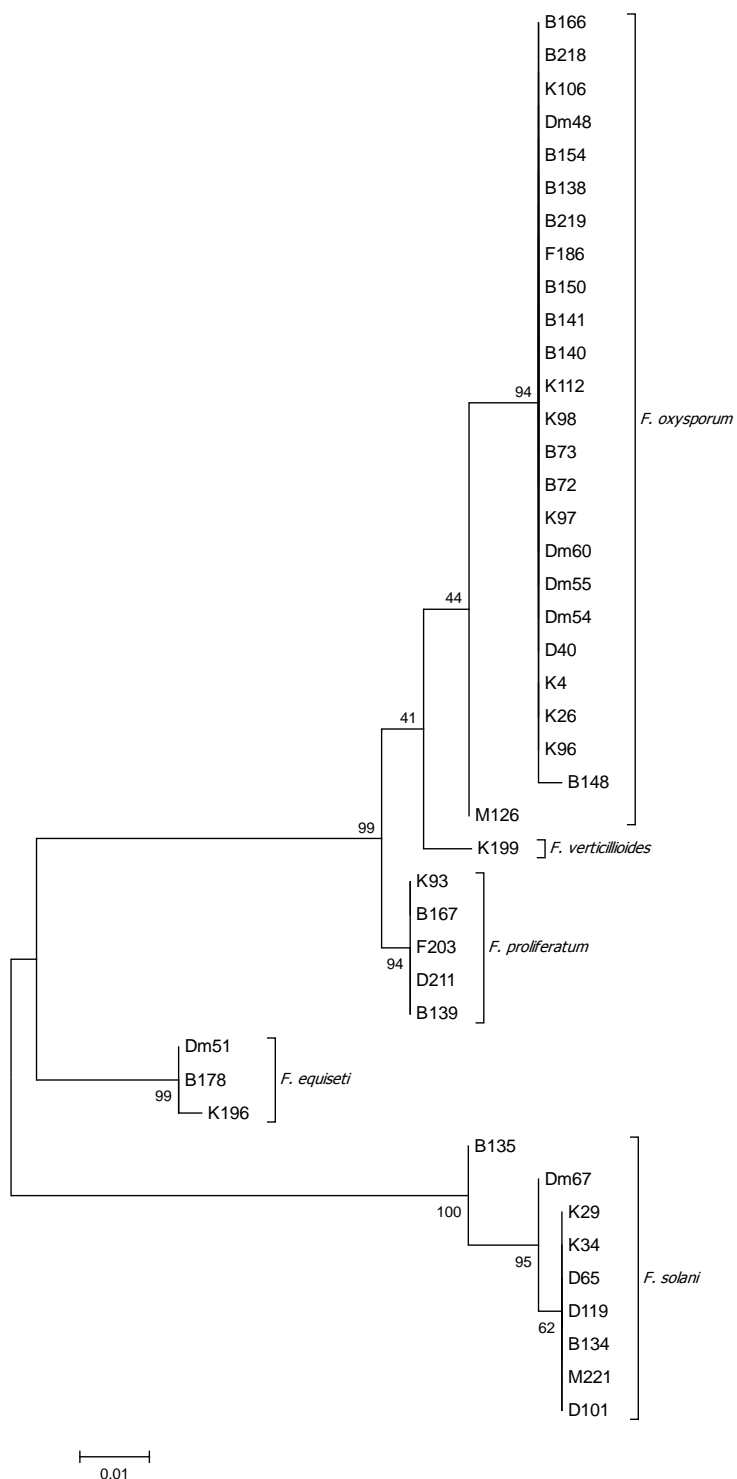 B166
B218
K106
Dm48
B154
B138
B219
F186
B150
B141
B140
K112
94
K98
F. oxysporum
B73
B72
K97
Dm60
Dm55
44
Dm54
D40
K4
41
K26
K96
B148
M126
99
K199
F. verticillioides
K93
B167
F203
F. proliferatum
94
D211
B139
Dm51
B178
F. equiseti
99
K196
B135
Dm67
100
K29
K34
95
D65
F. solani
D119
62
B134
M221
D101
0.01